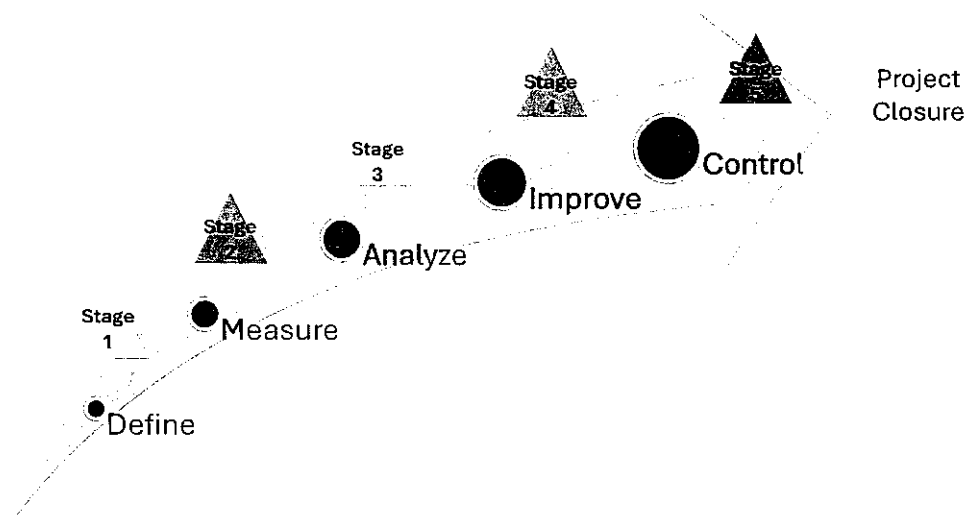 Stage
1
Define
Stage
2
Measure
Stage
3
Analyze
Stage
4
Improve
Stage
Control
Project
Closure